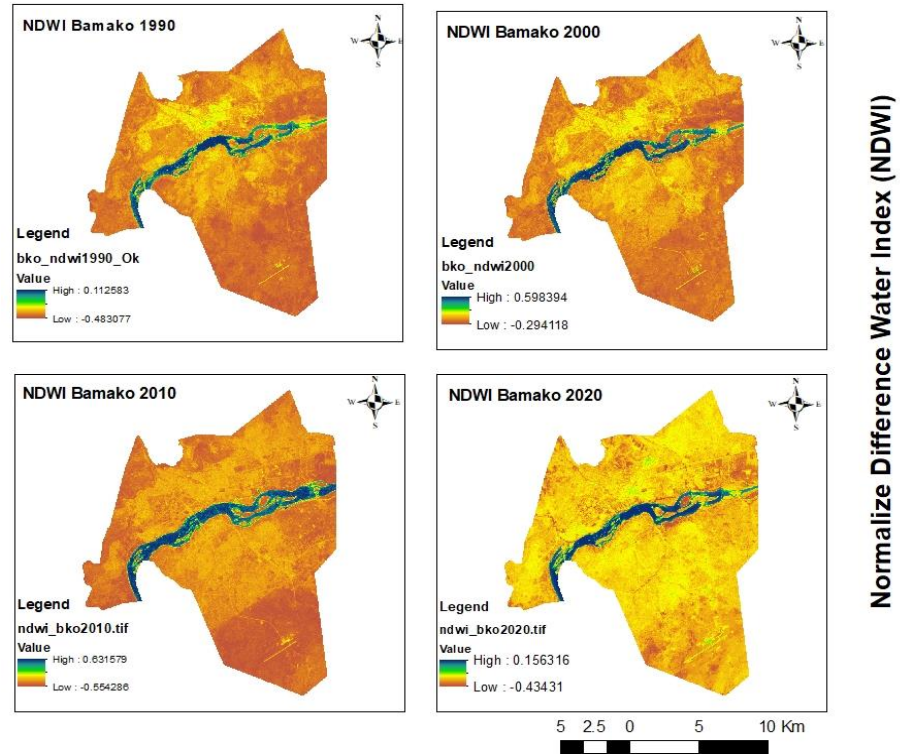 NDWI Bamako 1990
N
W E
S
Legend
bko_ndwi1990_Ok
Value
High : 0.112583
Low : -0.483077
NDWI Bamako 2000
N
W E
S
Legend
bko_ndwi2000
Value
High : 0.598394
Low : -0.294118
NDWI Bamako 2010
N
W E
S
Legend
ndwi_bko2010.tif
Value
High : 0.631579
Low : -0.554286
NDWI Bamako 2020
N
W E
S
Legend
ndwi_bko2020.tif
Value
High : 0.156316
Low : -0.43431
5 2.5 0 5 10 Km
Normalize Difference Water Index (NDWI)